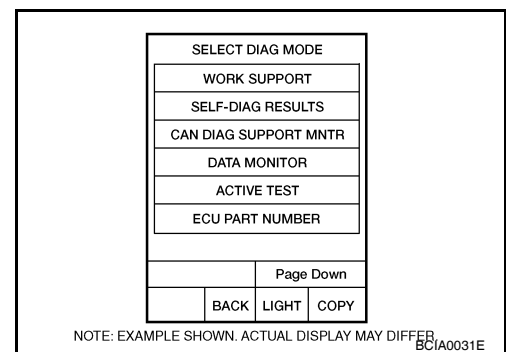 SELECT DIAG MODE
WORK SUPPORT
SELF-DIAG RESULTS
CAN DIAG SUPPORT MNTR
DATA MONITOR
ACTIVE TEST
ECU PART NUMBER
Page Down
BACK LIGHT COPY
NOTE: EXAMPLE SHOWN. ACTUAL DISPLAY MAY DIFFER.
BCIA0031E